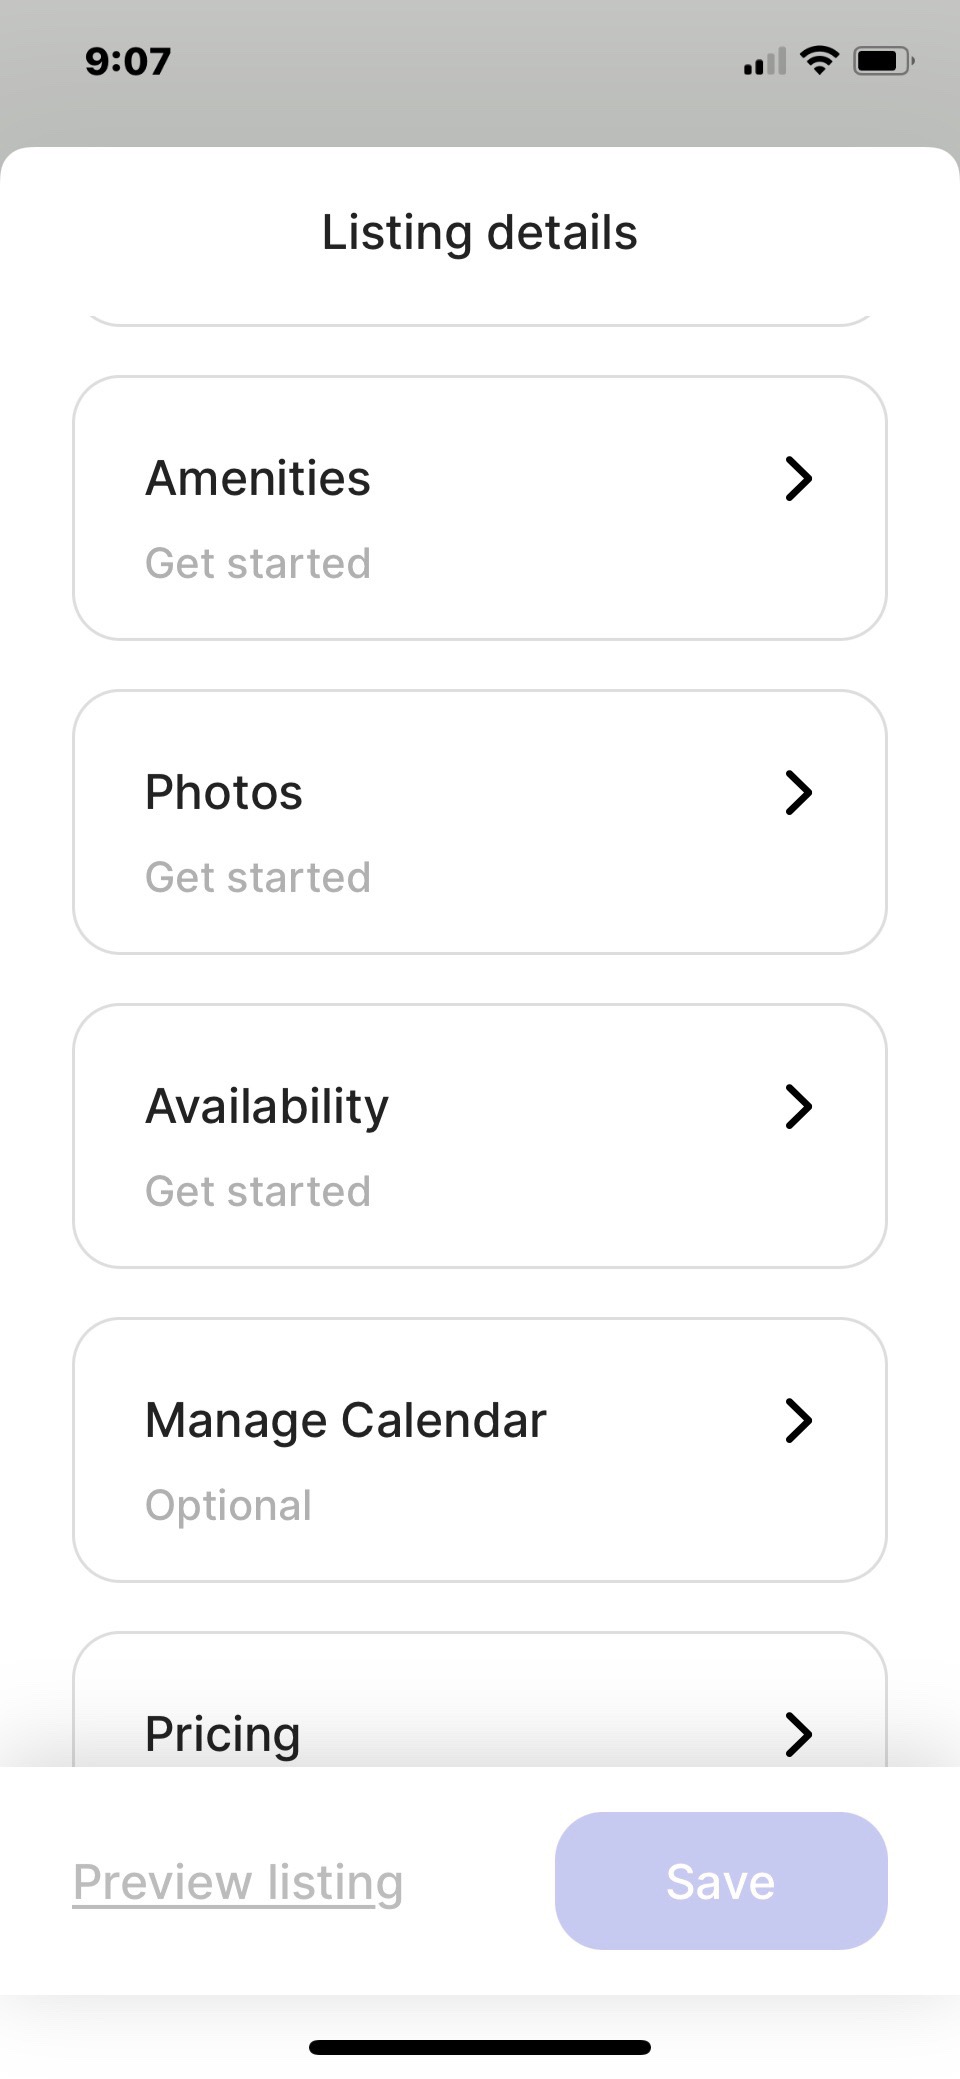 9:07
Listing details
Amenities
Get started
Photos
Get started
Availability
Get started
Manage Calendar
Optional
Pricing
Preview listing
Save